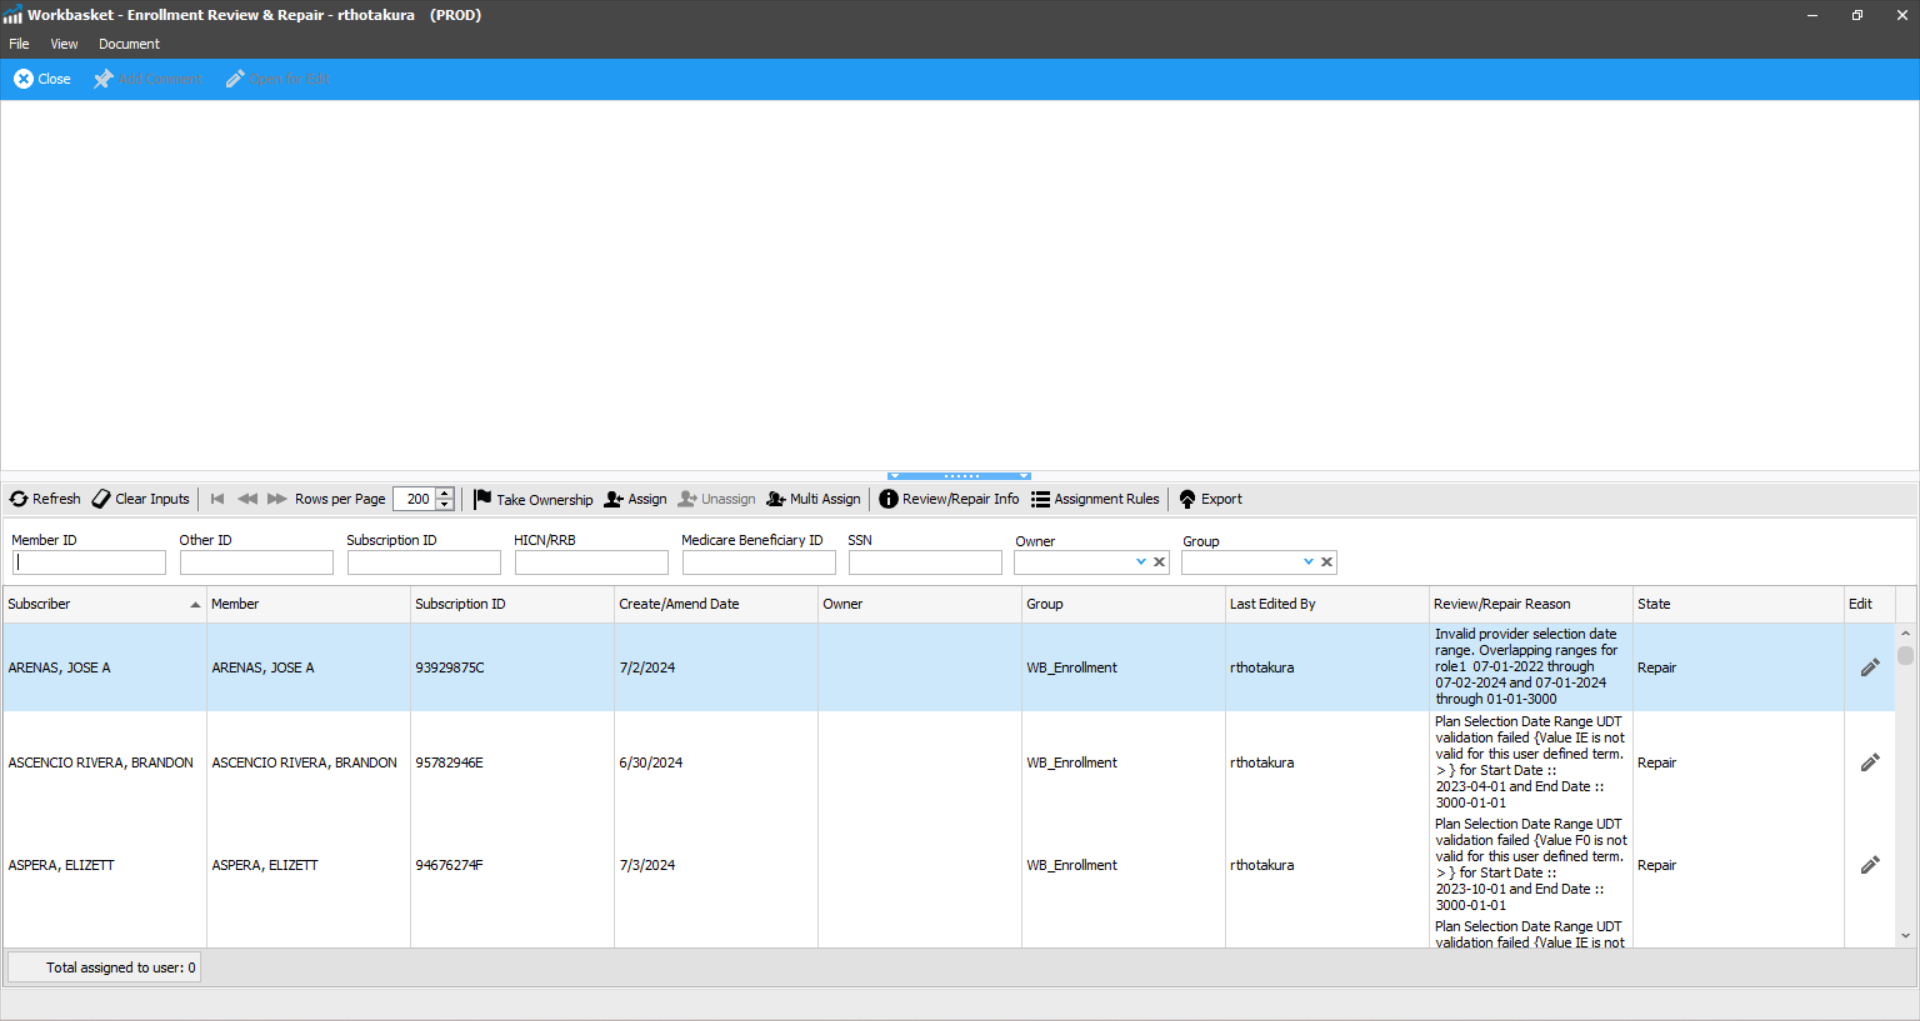 Workbasket - Enrollment Review & Repair - rthotakura (PROD)
File View Document
Close Add Comment Open for Edit
Refresh Clear Inputs Rows per Page 200 Take Ownership Assign Unassign Multi Assign Review/Repair Info Assignment Rules Export
Member ID Other ID Subscription ID HICN/RRB Medicare Beneficiary ID SSN Owner Group
Subscriber Member Subscription ID Create/Amend Date Owner Group Last Edited By Review/Repair Reason State Edit
ARENAS, JOSE A ARENAS, JOSE A 93929875C 7/2/2024 WB_Enrollment rthotakura
Invalid provider selection date
range. Overlapping ranges for
role1 07-01-2022 through
07-02-2024 and 07-01-2024
through 01-01-3000
Repair
ASCENCIO RIVERA, BRANDON ASCENCIO RIVERA, BRANDON 95782946E 6/30/2024 WB_Enrollment rthotakura
Plan Selection Date Range UDT
validation failed {Value IE is not
valid for this user defined term.
> } for Start Date ::
2023-04-01 and End Date ::
3000-01-01
Repair
ASPERA, ELIZETT ASPERA, ELIZETT 94676274F 7/3/2024 WB_Enrollment rthotakura
Plan Selection Date Range UDT
validation failed {Value F0 is not
valid for this user defined term.
> } for Start Date ::
2023-10-01 and End Date ::
3000-01-01
Repair
Plan Selection Date Range UDT
validation failed {Value IE is not
Total assigned to user: 0